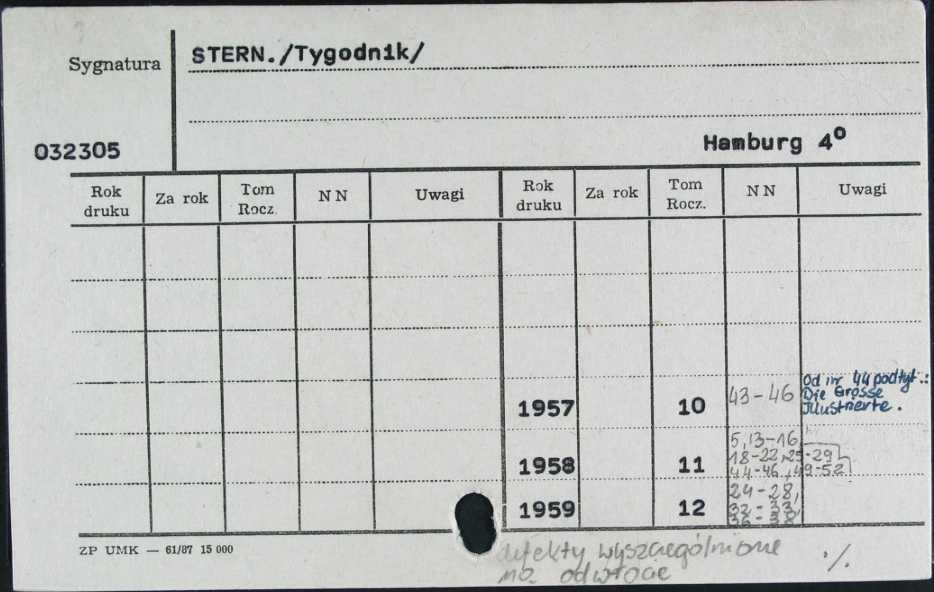 Sygnatura
STERN./Tygodnik/
032305
Hamburg 4⁰
Rok druku Za rok Tom Rocz. N N Uwagi Rok druku Za rok Tom Rocz. N N Uwagi
1957 10 43-46 Od nr 44 podtyt.:
Die Grosse
Illustrierte.
5, 13-16,
1958 11 18-22, 25-29
44-46, 49-52
24-28,
1959 12 32-33,
36-38
ZP UMK — 61/87 15 000
defekty wyszczególnione
na odwrocie
./.